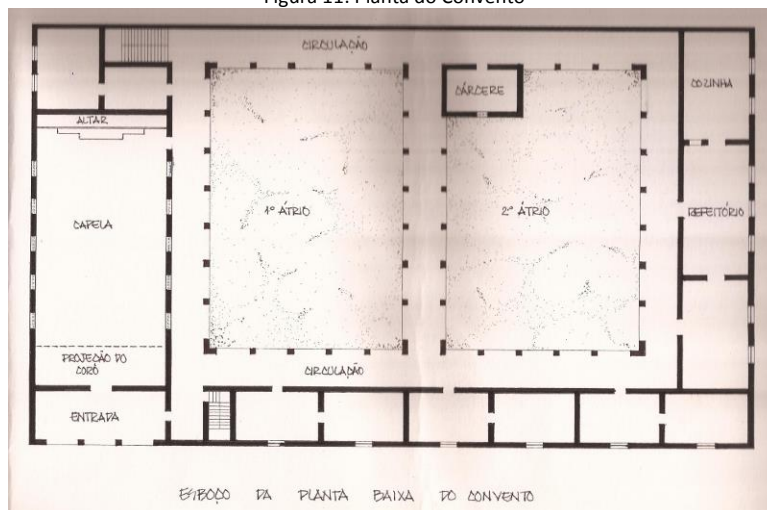 Figura 11: Planta do Convento
CIRCULAÇÃO
CÁRCERE
COZINHA
ALTAR
1º ÁTRIO
2º ÁTRIO
REFEITÓRIO
CAPELA
PROJEÇÃO DO
CORO
CIRCULAÇÃO
ENTRADA
ESBOÇO DA PLANTA BAIXA DO CONVENTO